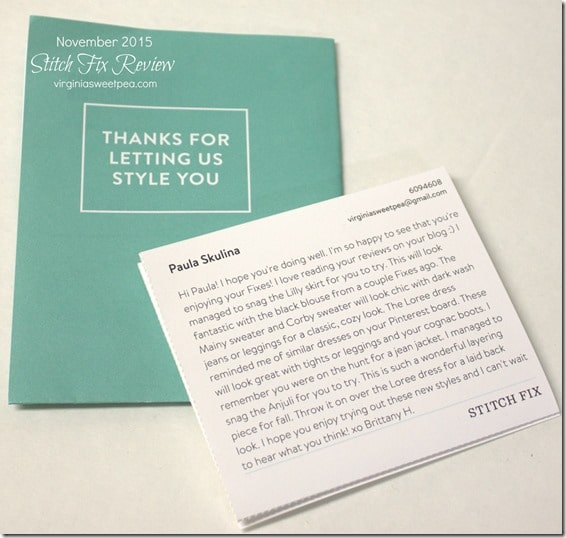 November 2015
Stitch Fix Review
virginiasweetpea.com
THANKS FOR
LETTING US
STYLE YOU
6094608
virginiasweetpea@gmail.com
Paula Skulina
Hi Paula! I hope you're doing well. I'm so happy to see that you're
enjoying your Fixes! I love reading your reviews on your blog :) I
managed to snag the Lilly skirt for you to try. This will look
fantastic with the black blouse from a couple Fixes ago. The
Mainy sweater and Corby sweater will look chic with dark wash
jeans or leggings for a classic, cozy look. The Loree dress
reminded me of similar dresses on your Pinterest board. These
will look great with tights or leggings and your cognac boots. I
remember you were on the hunt for a jean jacket. I managed to
snag the Anjuli for you to try. This is such a wonderful layering
piece for fall. Throw it on over the Loree dress for a laid back
look. I hope you enjoy trying out these new styles and I can't wait
to hear what you think! xo Brittany H.
STITCH FIX